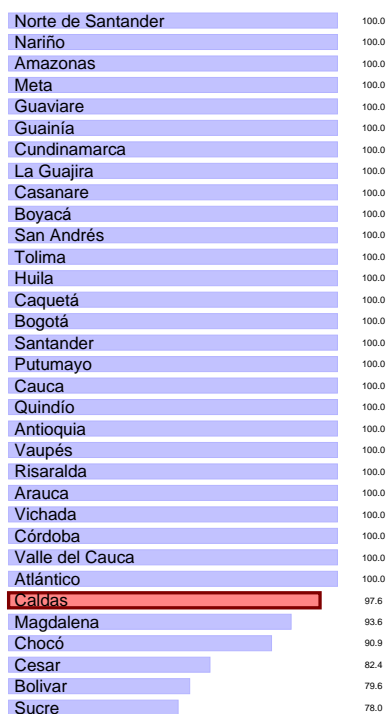 Norte de Santander 100.0
Nariño 100.0
Amazonas 100.0
Meta 100.0
Guaviare 100.0
Guainía 100.0
Cundinamarca 100.0
La Guajira 100.0
Casanare 100.0
Boyacá 100.0
San Andrés 100.0
Tolima 100.0
Huila 100.0
Caquetá 100.0
Bogotá 100.0
Santander 100.0
Putumayo 100.0
Cauca 100.0
Quindío 100.0
Antioquia 100.0
Vaupés 100.0
Risaralda 100.0
Arauca 100.0
Vichada 100.0
Córdoba 100.0
Valle del Cauca 100.0
Atlántico 100.0
Caldas 97.6
Magdalena 93.6
Chocó 90.9
Cesar 82.4
Bolivar 79.6
Sucre 78.0